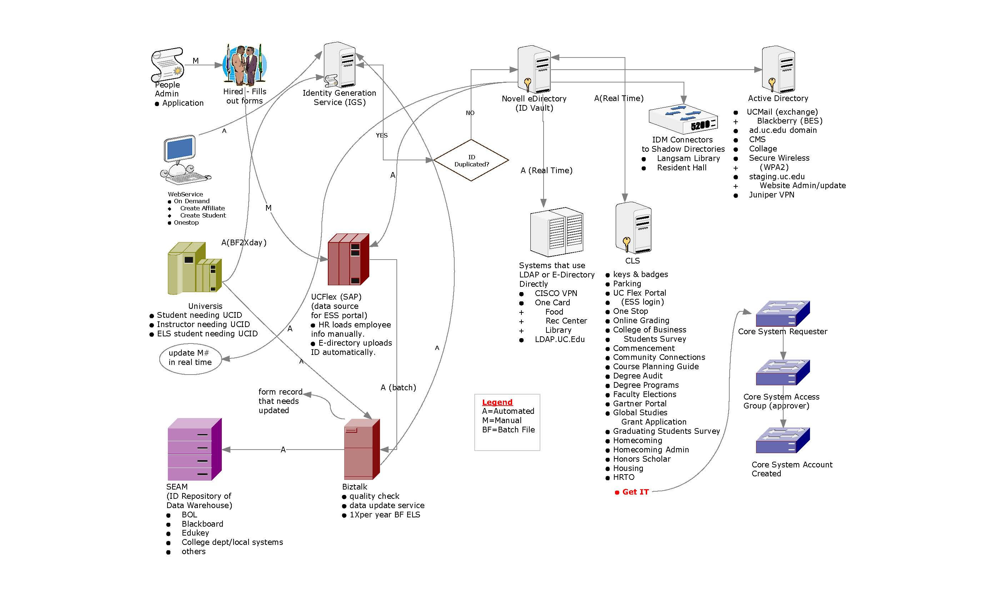 People
Admin
● Application
M
Hired - Fills
out forms
Identity Generation
Service (IGS)
Novell eDirectory
(ID Vault)
A(Real Time)
Active Directory
● UCMail (exchange)
+ Blackberry (BES)
● ad.uc.edu domain
● CMS
● Collage
● Secure Wireless
+ (WPA2)
● staging.uc.edu
+ Website Admin/update
● Juniper VPN
5200
IDM Connectors
to Shadow Directories
● Langsam Library
● Resident Hall
NO
YES
ID
Duplicated?
A
A
A (Real Time)
WebService
● On Demand
◆ Create Affiliate
◆ Create Student
● Onestop
M
A(BF2Xday)
Universis
● Student needing UCID
● Instructor needing UCID
● ELS student needing UCID
update M#
in real time
A
A
UCFlex (SAP)
(data source
for ESS portal)
● HR loads employee
info manually.
● E-directory uploads
ID automatically.
A
A (batch)
Systems that use
LDAP or E-Directory
Directly
● CISCO VPN
● One Card
+ Food
+ Rec Center
+ Library
● LDAP.UC.Edu
CLS
● keys & badges
● Parking
● UC Flex Portal
● (ESS login)
● One Stop
● Online Grading
● College of Business
● Students Survey
● Commencement
● Community Connections
● Course Planning Guide
● Degree Audit
● Degree Programs
● Faculty Elections
● Gartner Portal
● Global Studies
Grant Application
● Graduating Students Survey
● Homecoming
● Homecoming Admin
● Honors Scholar
● Housing
● HRTO
● Get IT
Core System Requester
Core System Access
Group (approver)
Core System Account
Created
form record
that needs
updated
Legend
A=Automated
M=Manual
BF=Batch File
A
SEAM
(ID Repository of
Data Warehouse)
● BOL
● Blackboard
● Edukey
● College dept/local systems
● others
Biztalk
● quality check
● data update service
● 1Xper year BF ELS